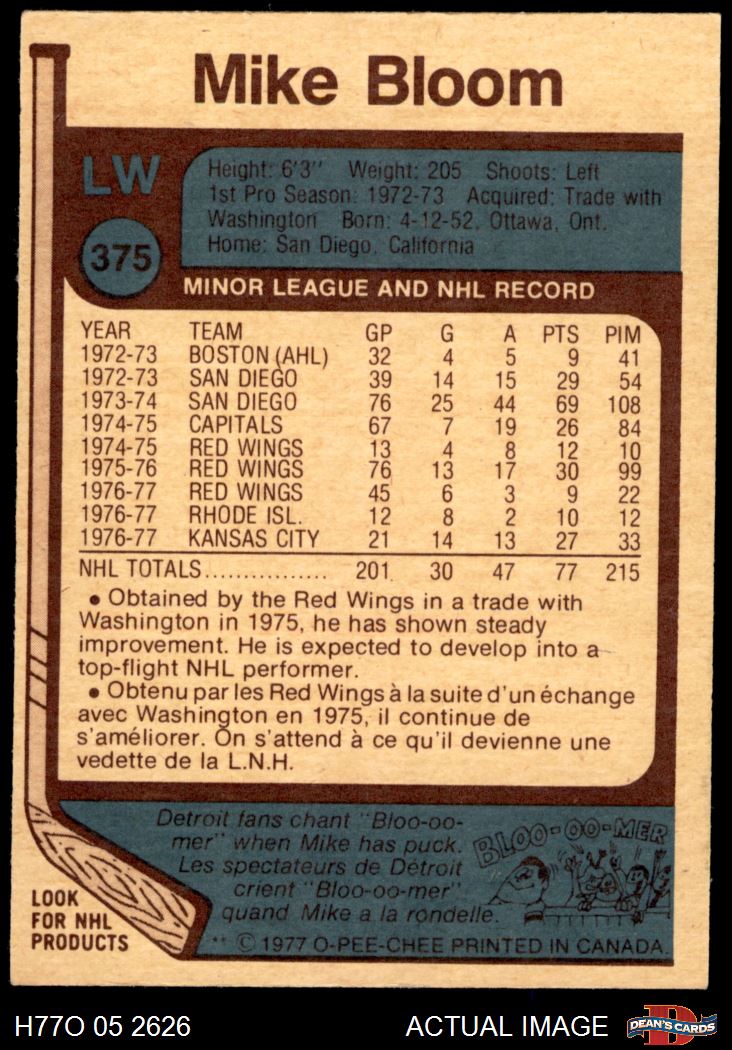 Mike Bloom
LW
375
Height: 6'3" Weight: 205 Shoots: Left
1st Pro Season: 1972-73 Acquired: Trade with
Washington Born: 4-12-52, Ottawa, Ont.
Home: San Diego, California
MINOR LEAGUE AND NHL RECORD
YEAR TEAM GP G A PTS PIM
1972-73 BOSTON (AHL) 32 4 5 9 41
1972-73 SAN DIEGO 39 14 15 29 54
1973-74 SAN DIEGO 76 25 44 69 108
1974-75 CAPITALS 67 7 19 26 84
1974-75 RED WINGS 13 4 8 12 10
1975-76 RED WINGS 76 13 17 30 99
1976-77 RED WINGS 45 6 3 9 22
1976-77 RHODE ISL. 12 8 2 10 12
1976-77 KANSAS CITY 21 14 13 27 33
NHL TOTALS................ 201 30 47 77 215
• Obtained by the Red Wings in a trade with
Washington in 1975, he has shown steady
improvement. He is expected to develop into a
top-flight NHL performer.
• Obtenu par les Red Wings à la suite d'un échange
avec Washington en 1975, il continue de
s'améliorer. On s'attend à ce qu'il devienne une
vedette de la L.N.H.
Detroit fans chant "Bloo-oo-
mer" when Mike has puck.
Les spectateurs de Détroit
crient "Bloo-oo-mer"
quand Mike a la rondelle.
BLOO-OO-MER
LOOK
FOR NHL
PRODUCTS
** © 1977 O-PEE-CHEE PRINTED IN CANADA.
H77O 05 2626
ACTUAL IMAGE
D
DEAN'S CARDS